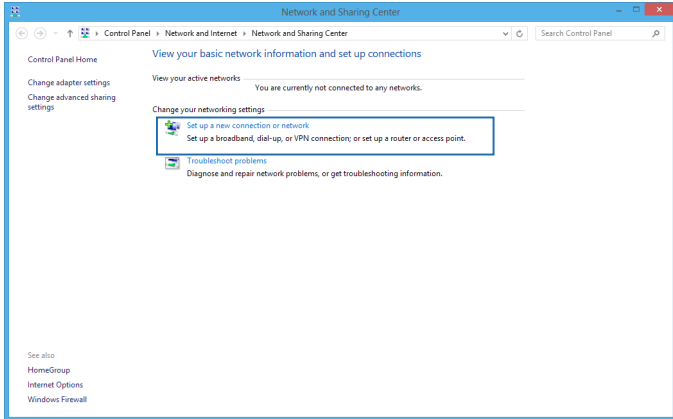 Network and Sharing Center
Control Panel ▸ Network and Internet ▸ Network and Sharing Center
Search Control Panel
Control Panel Home
Change adapter settings
Change advanced sharing
settings
View your basic network information and set up connections
View your active networks
You are currently not connected to any networks.
Change your networking settings
Set up a new connection or network
Set up a broadband, dial-up, or VPN connection; or set up a router or access point.
Troubleshoot problems
Diagnose and repair network problems, or get troubleshooting information.
See also
HomeGroup
Internet Options
Windows Firewall